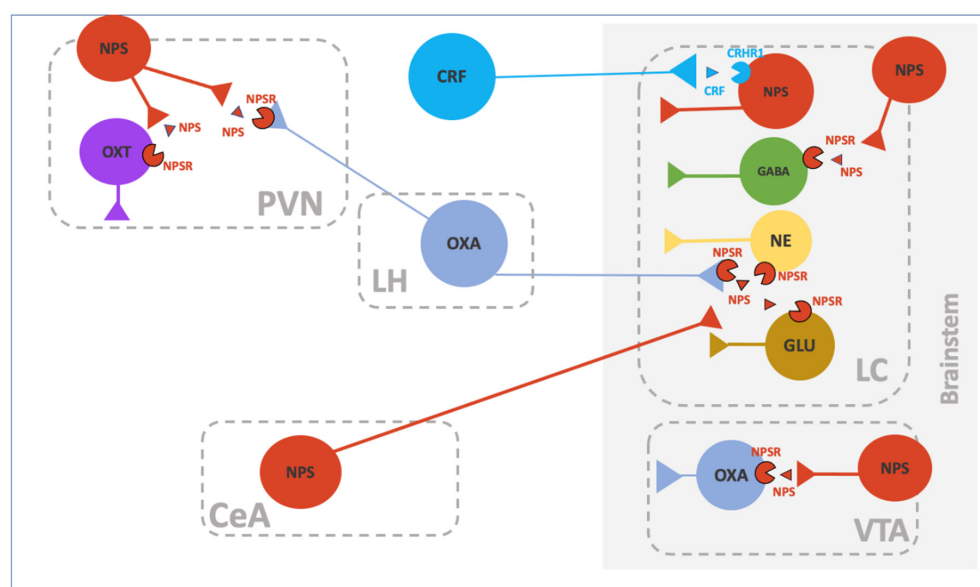 NPS
NPS
NPS
NPSR
OXT
NPSR
PVN
CRF
CRHR1
CRF
NPS
NPS
NPSR
GABA
NPS
NE
OXA
LH
NPSR
NPSR
NPS
NPSR
GLU
LC
Brainstem
NPS
CeA
NPSR
OXA
NPS
NPS
VTA